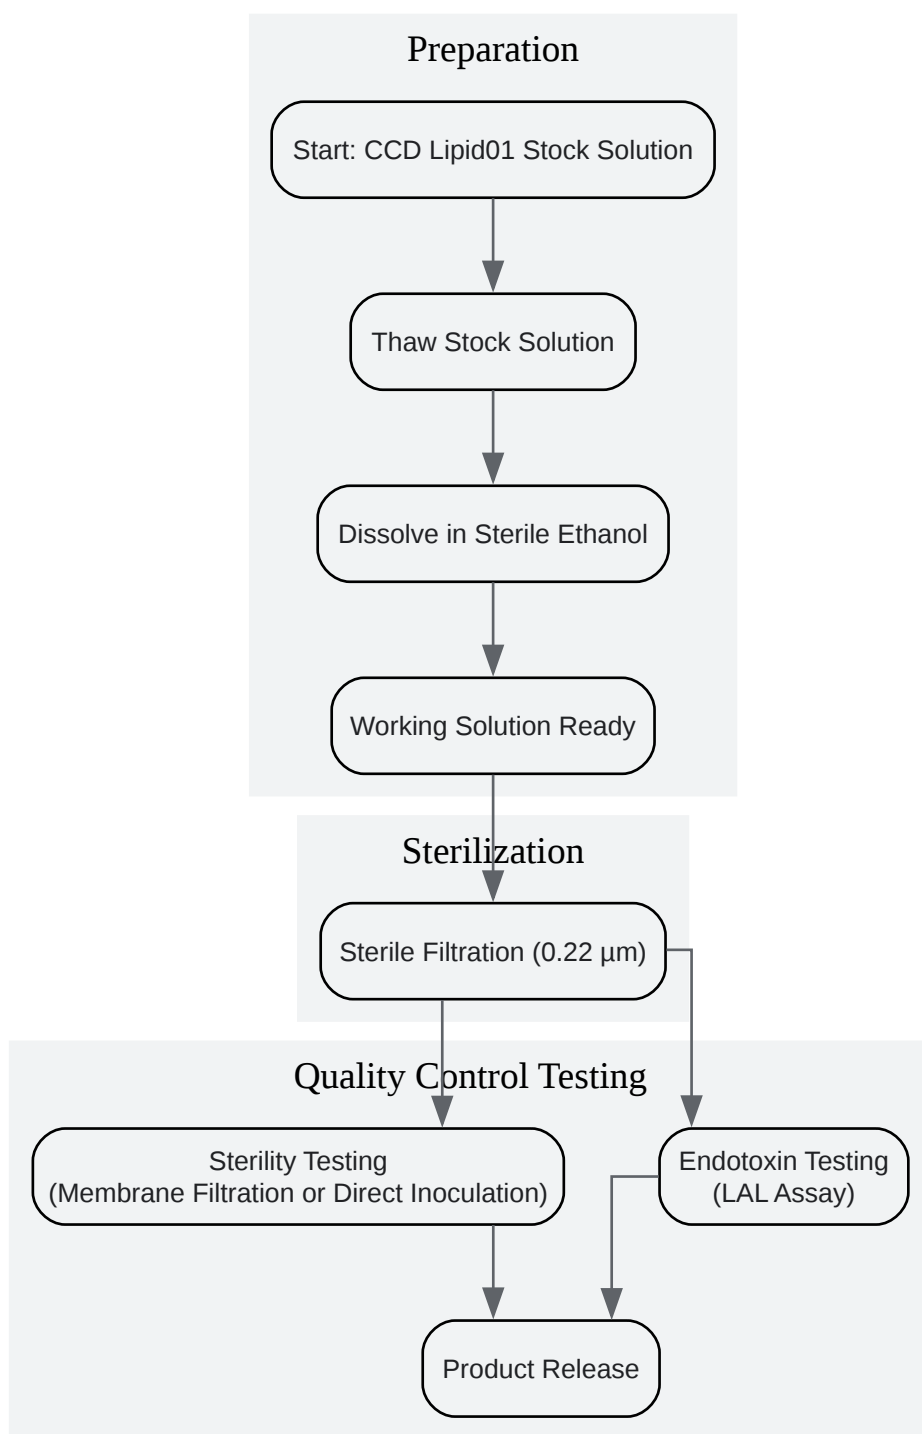 Preparation
Start: CCD Lipid01 Stock Solution
Thaw Stock Solution
Dissolve in Sterile Ethanol
Working Solution Ready
Sterilization
Sterile Filtration (0.22 µm)
Quality Control Testing
Sterility Testing
(Membrane Filtration or Direct Inoculation)
Endotoxin Testing
(LAL Assay)
Product Release